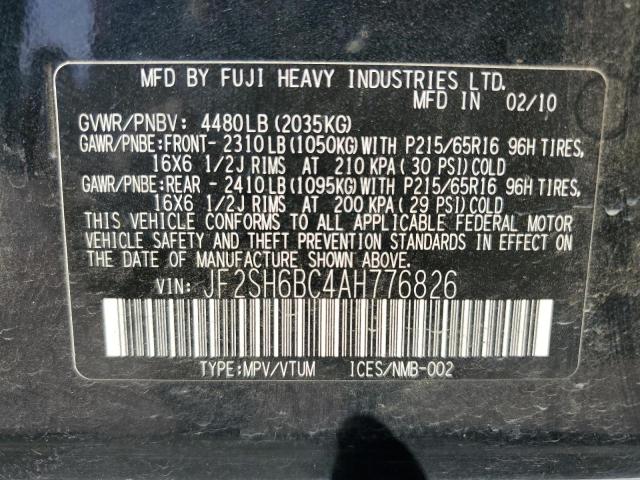 MFD BY FUJI HEAVY INDUSTRIES LTD.
MFD IN 02/10
GVWR/PNBV: 4480LB (2035KG)
GAWR/PNBE:FRONT- 2310LB(1050KG) WITH P215/65R16 96H TIRES,
16X6 1/2J RIMS AT 210 KPA( 30 PSI) COLD
GAWR/PNBE:REAR - 2410LB(1095KG) WITH P215/65R16 96H TIRES,
16X6 1/2J RIMS AT 200 KPA( 29 PSI) COLD
THIS VEHICLE CONFORMS TO ALL APPLICABLE FEDERAL MOTOR
VEHICLE SAFETY AND THEFT PREVENTION STANDARDS IN EFFECT ON
THE DATE OF MANUFACTURE SHOWN ABOVE.
VIN: JF2SH6BC4AH776826
TYPE:MPV/VTUM ICES/NMB-002